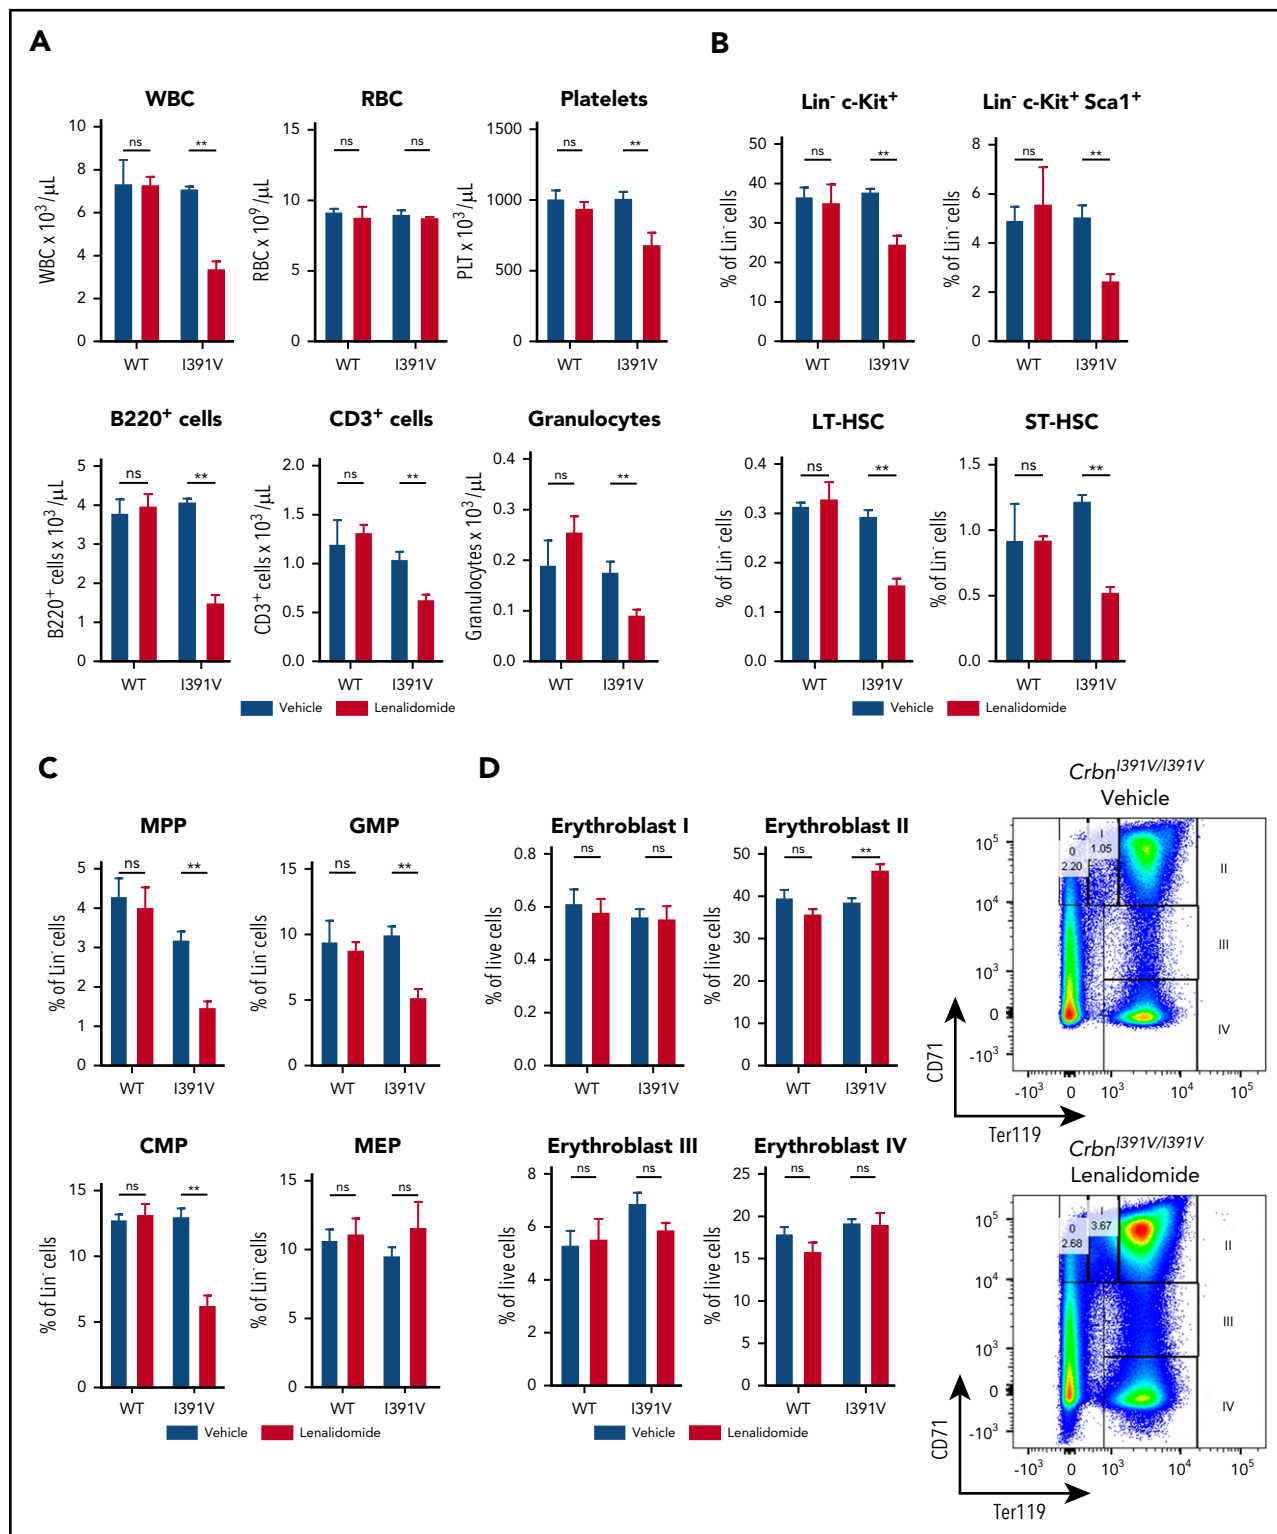 A
B
WBC
RBC
Platelets
Lin⁻ c-Kit⁺
Lin⁻ c-Kit⁺ Sca1⁺
WBC x 10³/µL
10
8
6
4
2
0
ns
**
WT
I391V
RBC x 10⁹/µL
15
10
5
0
ns
ns
WT
I391V
PLT x 10³/µL
1500
1000
500
0
ns
**
WT
I391V
% of Lin⁻ cells
50
40
30
20
10
0
ns
**
WT
I391V
% of Lin⁻ cells
8
6
4
2
0
ns
**
WT
I391V
B220⁺ cells
CD3⁺ cells
Granulocytes
LT-HSC
ST-HSC
B220⁺ cells x 10³/µL
5
4
3
2
1
0
ns
**
WT
I391V
CD3⁺ cells x 10³/µL
2.0
1.5
1.0
0.5
0.0
ns
**
WT
I391V
Granulocytes x 10³/µL
0.4
0.3
0.2
0.1
0.0
ns
**
WT
I391V
% of Lin⁻ cells
0.4
0.3
0.2
0.1
0.0
ns
**
WT
I391V
% of Lin⁻ cells
1.5
1.0
0.5
0.0
ns
**
WT
I391V
Vehicle
Lenalidomide
Vehicle
Lenalidomide
C
D
MPP
GMP
Erythroblast I
Erythroblast II
% of Lin⁻ cells
5
4
3
2
1
0
ns
**
WT
I391V
% of Lin⁻ cells
15
10
5
0
ns
**
WT
I391V
% of live cells
0.8
0.6
0.4
0.2
0.0
ns
ns
WT
I391V
% of live cells
50
40
30
20
10
0
ns
**
WT
I391V
Crbn^I391V/I391V
Vehicle
0
2.20
I
1.05
II
III
IV
10⁵
10⁴
10³
0
-10³
CD71
-10³
0
10³
10⁴
10⁵
Ter119
CMP
MEP
Erythroblast III
Erythroblast IV
% of Lin⁻ cells
15
10
5
0
ns
**
WT
I391V
% of Lin⁻ cells
15
10
5
0
ns
ns
WT
I391V
% of live cells
8
6
4
2
0
ns
ns
WT
I391V
% of live cells
25
20
15
10
5
0
ns
ns
WT
I391V
Vehicle
Lenalidomide
Vehicle
Lenalidomide
Crbn^I391V/I391V
Lenalidomide
0
2.68
I
3.67
II
III
IV
10⁵
10⁴
10³
0
-10³
CD71
-10³
0
10³
10⁴
10⁵
Ter119